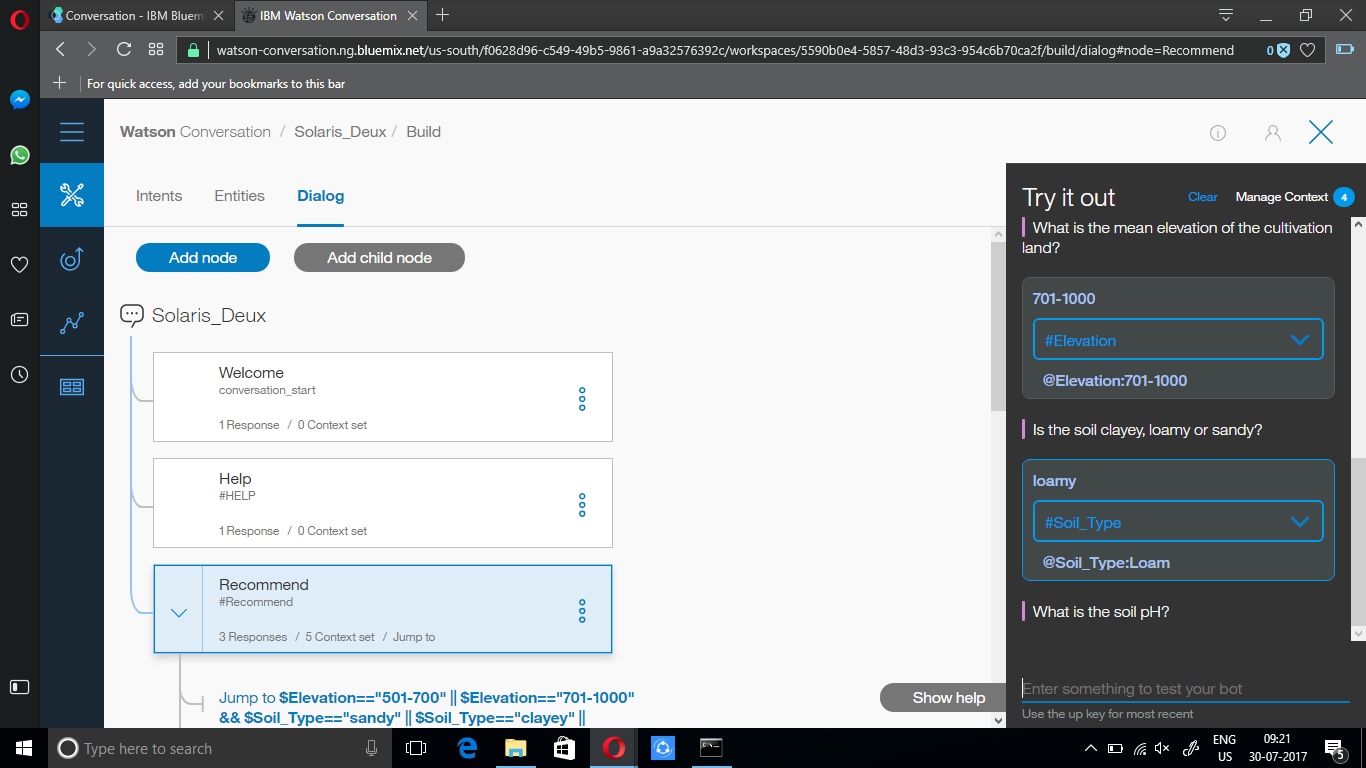 Conversation - IBM Bluem
IBM Watson Conversation
watson-conversation.ng.bluemix.net/us-south/f0628d96-c549-49b5-9861-a9a32576392c/workspaces/5590b0e4-5857-48d3-93c3-954c6b70ca2f/build/dialog#node=Recommend
0
For quick access, add your bookmarks to this bar
Watson Conversation / Solaris_Deux / Build
Intents
Entities
Dialog
Add node
Add child node
Solaris_Deux
Welcome
conversation_start
1 Response / 0 Context set
Help
#HELP
1 Response / 0 Context set
Recommend
#Recommend
3 Responses / 5 Context set / Jump to
Jump to $Elevation=="501-700" || $Elevation=="701-1000"
&& $Soil_Type=="sandy" || $Soil_Type=="clayey" ||
Show help
Try it out
Clear
Manage Context
4
What is the mean elevation of the cultivation
land?
701-1000
#Elevation
@Elevation:701-1000
Is the soil clayey, loamy or sandy?
loamy
#Soil_Type
@Soil_Type:Loam
What is the soil pH?
Enter something to test your bot
Use the up key for most recent
Type here to search
ENG
US
09:21
30-07-2017
5